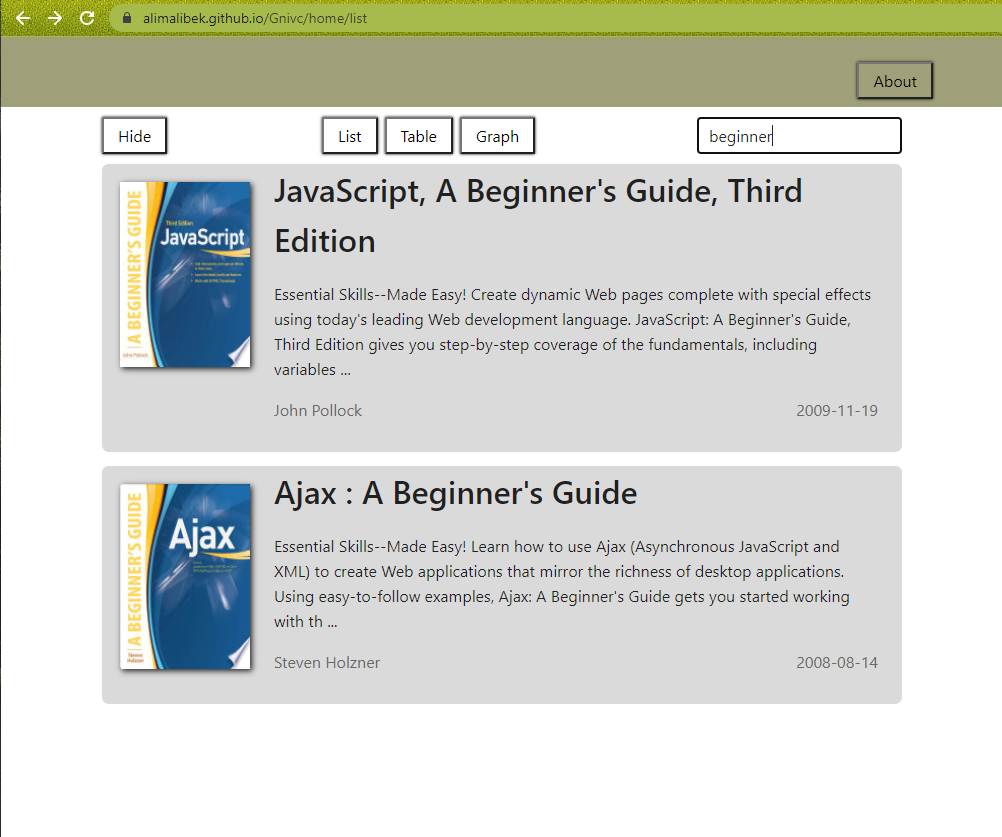 alimalibek.github.io/Gnivc/home/list
About
Hide
List
Table
Graph
beginner
A BEGINNER'S GUIDE
Third Edition
JavaScript
John Pollock
JavaScript, A Beginner's Guide, Third
Edition
Essential Skills--Made Easy! Create dynamic Web pages complete with special effects
using today's leading Web development language. JavaScript: A Beginner's Guide,
Third Edition gives you step-by-step coverage of the fundamentals, including
variables ...
John Pollock
2009-11-19
A BEGINNER'S GUIDE
Ajax
Steven
Holzner
Ajax : A Beginner's Guide
Essential Skills--Made Easy! Learn how to use Ajax (Asynchronous JavaScript and
XML) to create Web applications that mirror the richness of desktop applications.
Using easy-to-follow examples, Ajax: A Beginner's Guide gets you started working
with th ...
Steven Holzner
2008-08-14